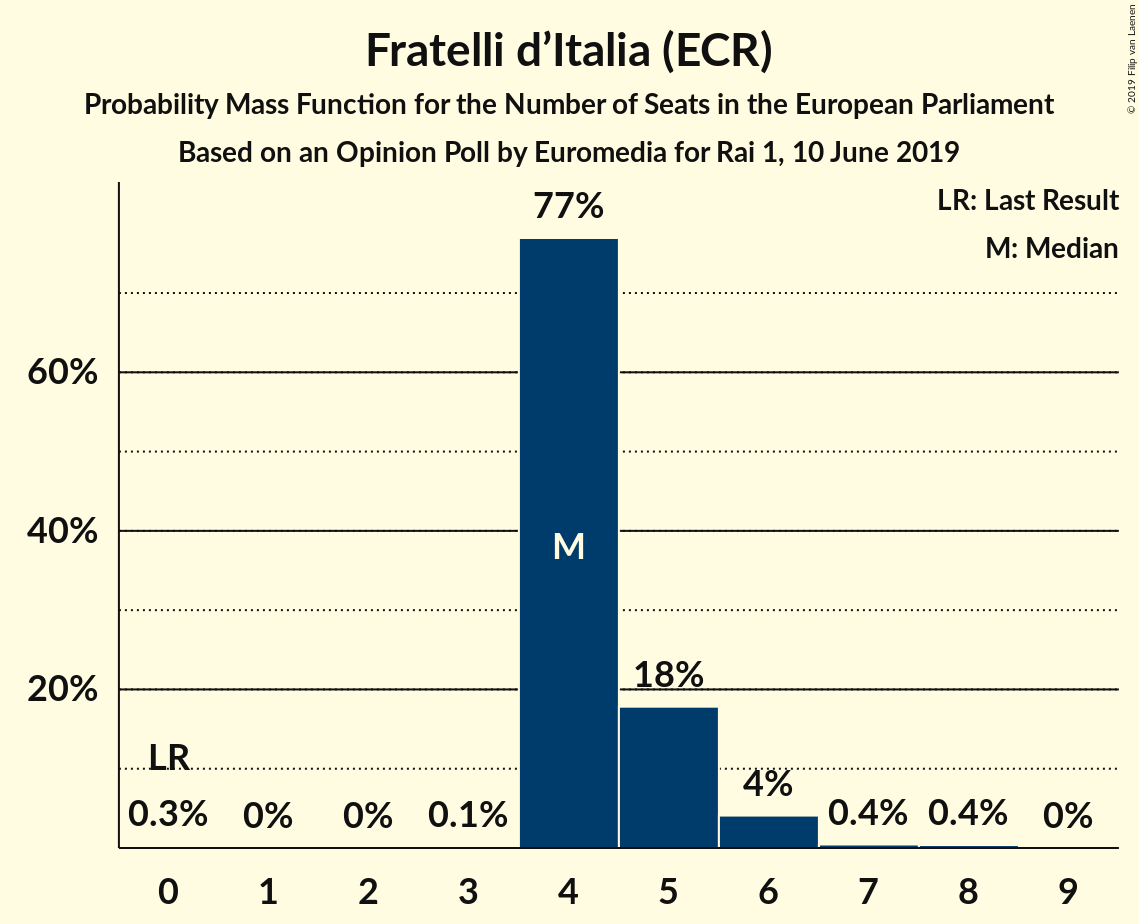 Fratelli d’Italia (ECR)
Probability Mass Function for the Number of Seats in the European Parliament
Based on an Opinion Poll by Euromedia for Rai 1, 10 June 2019
© 2019 Filip van Laenen
LR: Last Result
M: Median
77%
60%
40%
M
20%
18%
LR
4%
0.3%
0%
0%
0.1%
0.4%
0.4%
0%
0 1 2 3 4 5 6 7 8 9